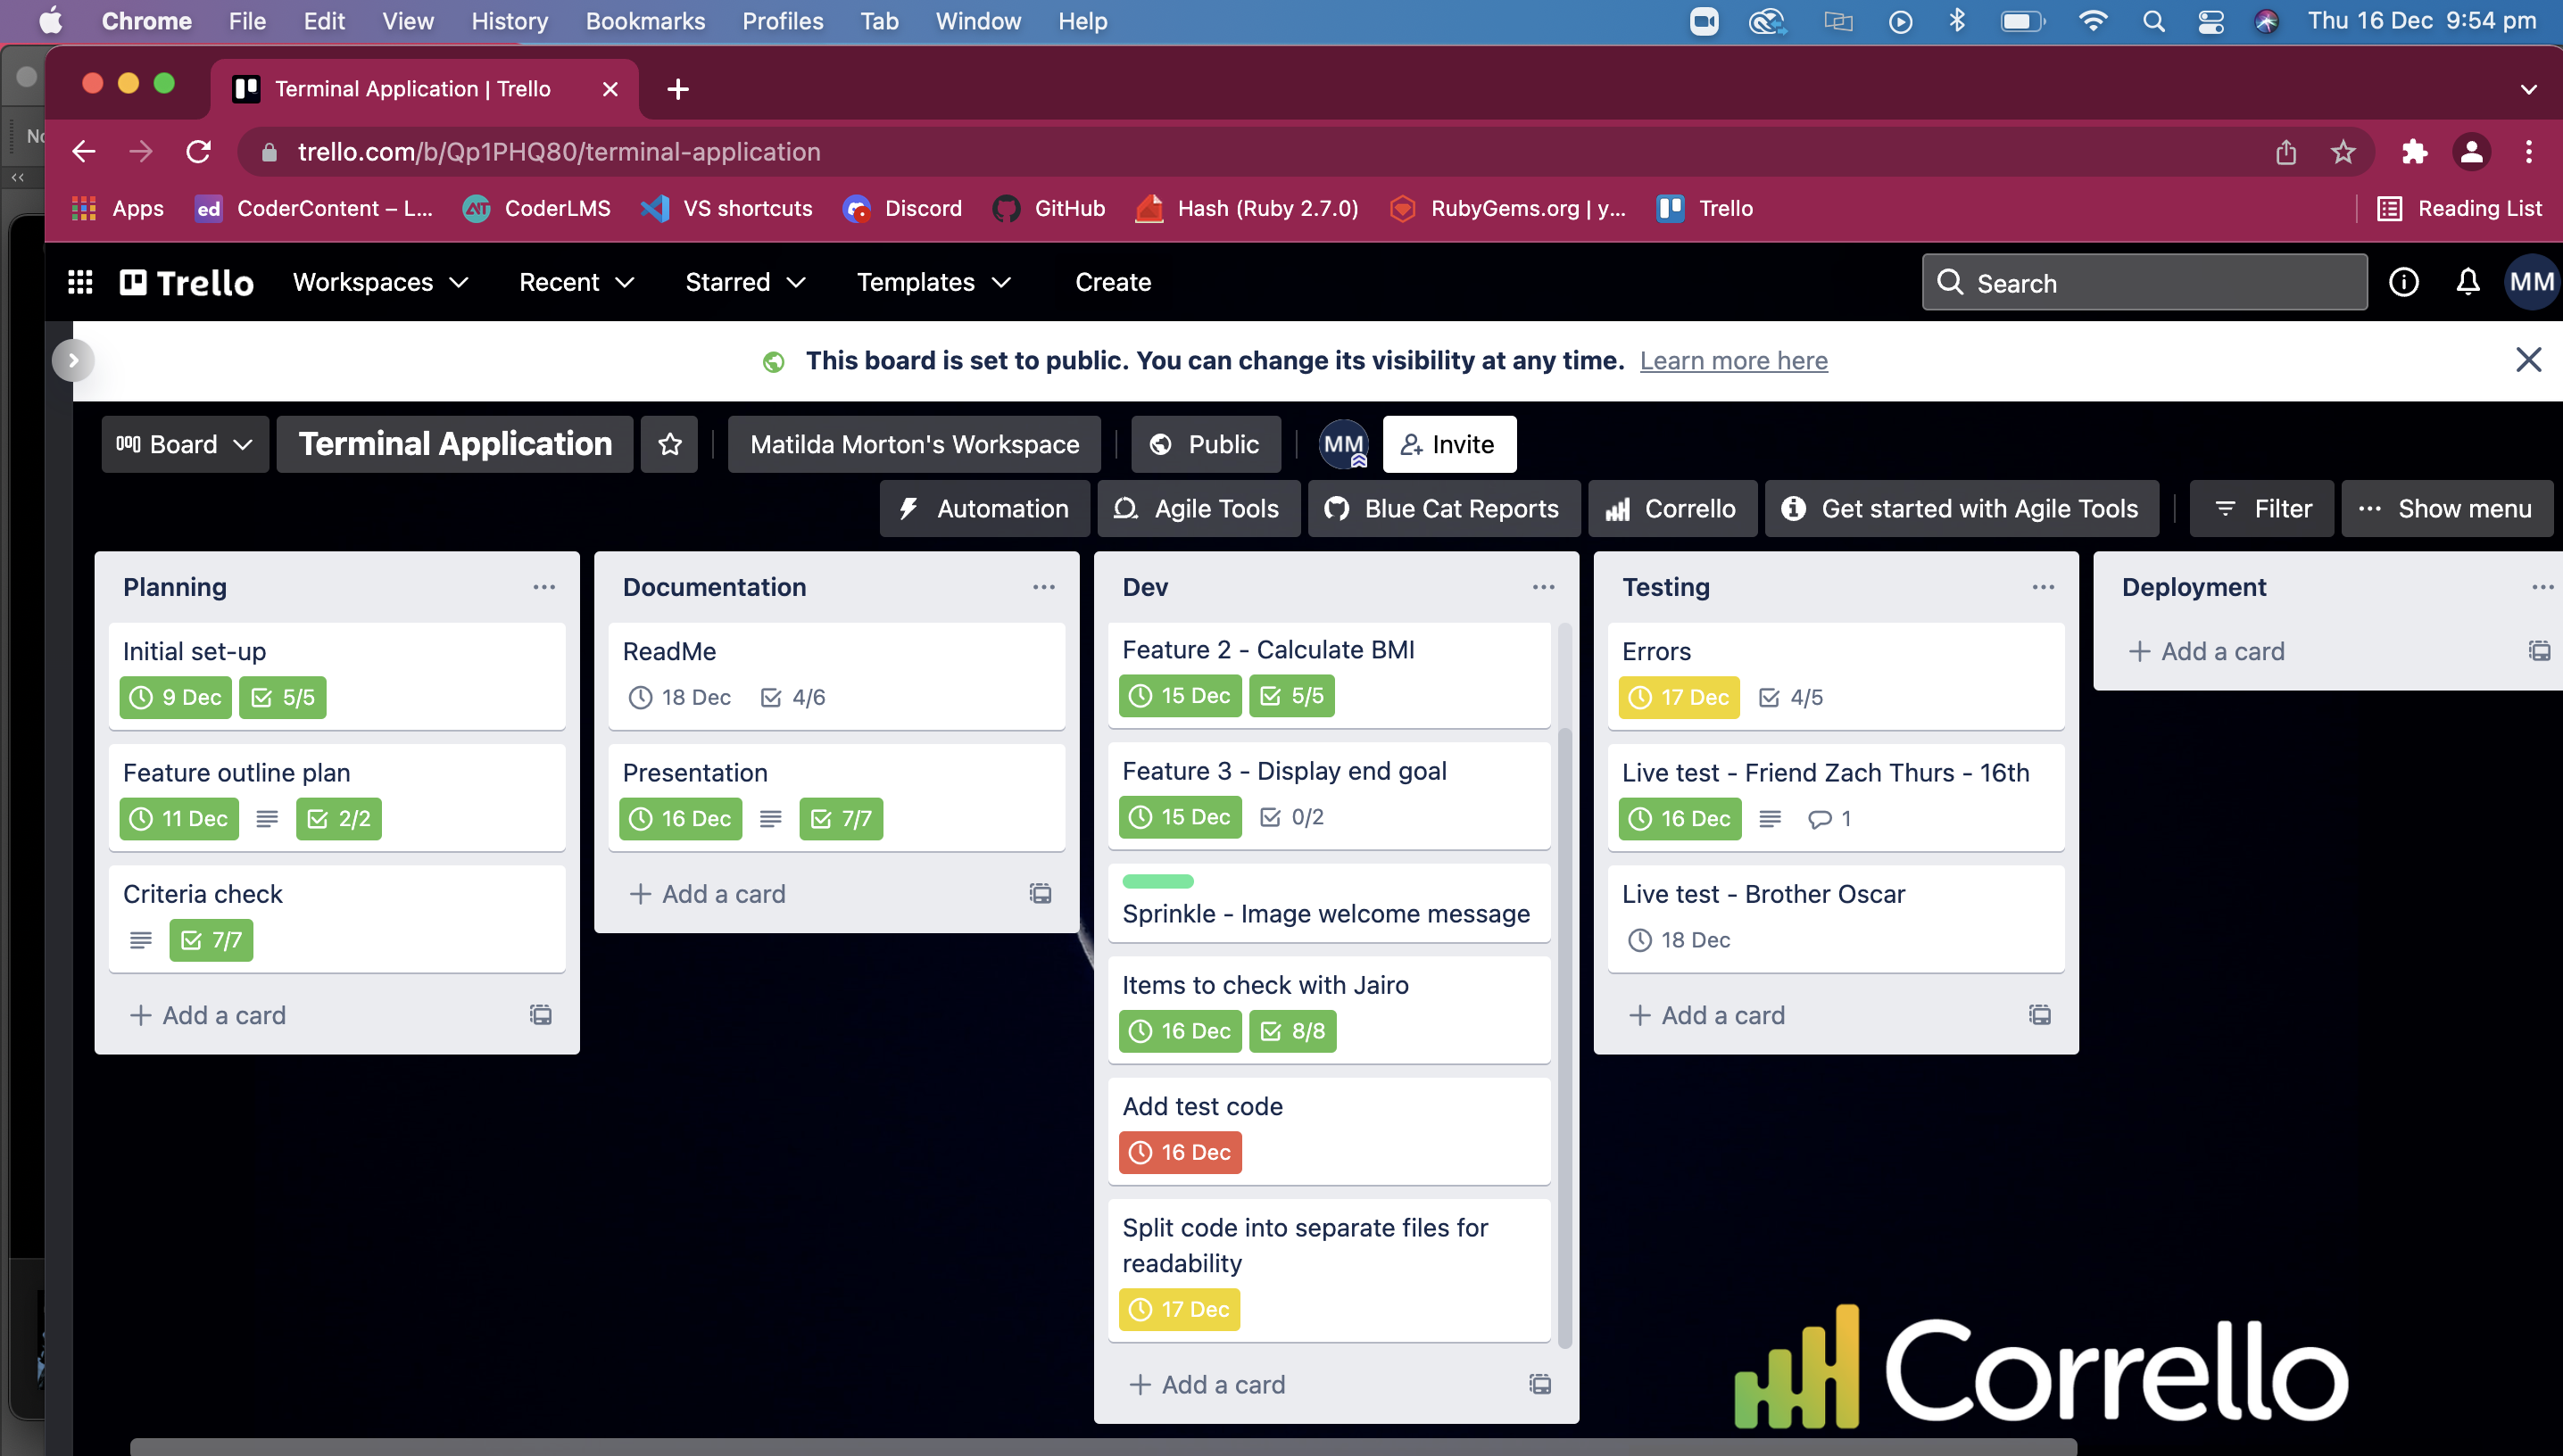 Chrome File Edit View History Bookmarks Profiles Tab Window Help Thu 16 Dec 9:54 pm
Terminal Application | Trello
trello.com/b/Qp1PHQ80/terminal-application
Apps ed CoderContent – L... CoderLMS VS shortcuts Discord GitHub Hash (Ruby 2.7.0) RubyGems.org | y... Trello Reading List
Trello Workspaces Recent Starred Templates Create Search MM
This board is set to public. You can change its visibility at any time. Learn more here
Board Terminal Application Matilda Morton's Workspace Public MM Invite
Automation Agile Tools Blue Cat Reports Corrello Get started with Agile Tools Filter Show menu
Planning
Initial set-up
9 Dec 5/5
Feature outline plan
11 Dec 2/2
Criteria check
7/7
Add a card
Documentation
ReadMe
18 Dec 4/6
Presentation
16 Dec 7/7
Add a card
Dev
Feature 2 - Calculate BMI
15 Dec 5/5
Feature 3 - Display end goal
15 Dec 0/2
Sprinkle - Image welcome message
Items to check with Jairo
16 Dec 8/8
Add test code
16 Dec
Split code into separate files for
readability
17 Dec
Add a card
Testing
Errors
17 Dec 4/5
Live test - Friend Zach Thurs - 16th
16 Dec 1
Live test - Brother Oscar
18 Dec
Add a card
Deployment
Add a card
Corrello